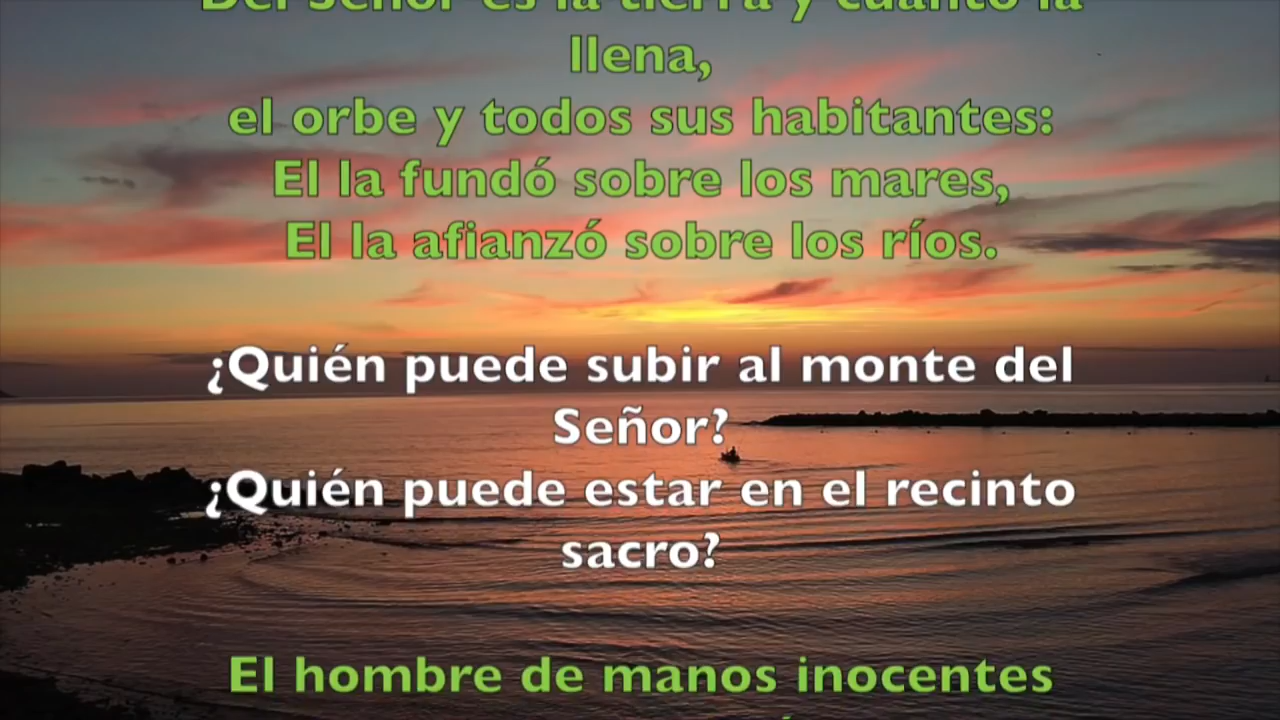 Del Señor es la tierra y cuanto la
llena,
el orbe y todos sus habitantes:
El la fundó sobre los mares,
El la afianzó sobre los ríos.
¿Quién puede subir al monte del
Señor?
¿Quién puede estar en el recinto
sacro?
El hombre de manos inocentes